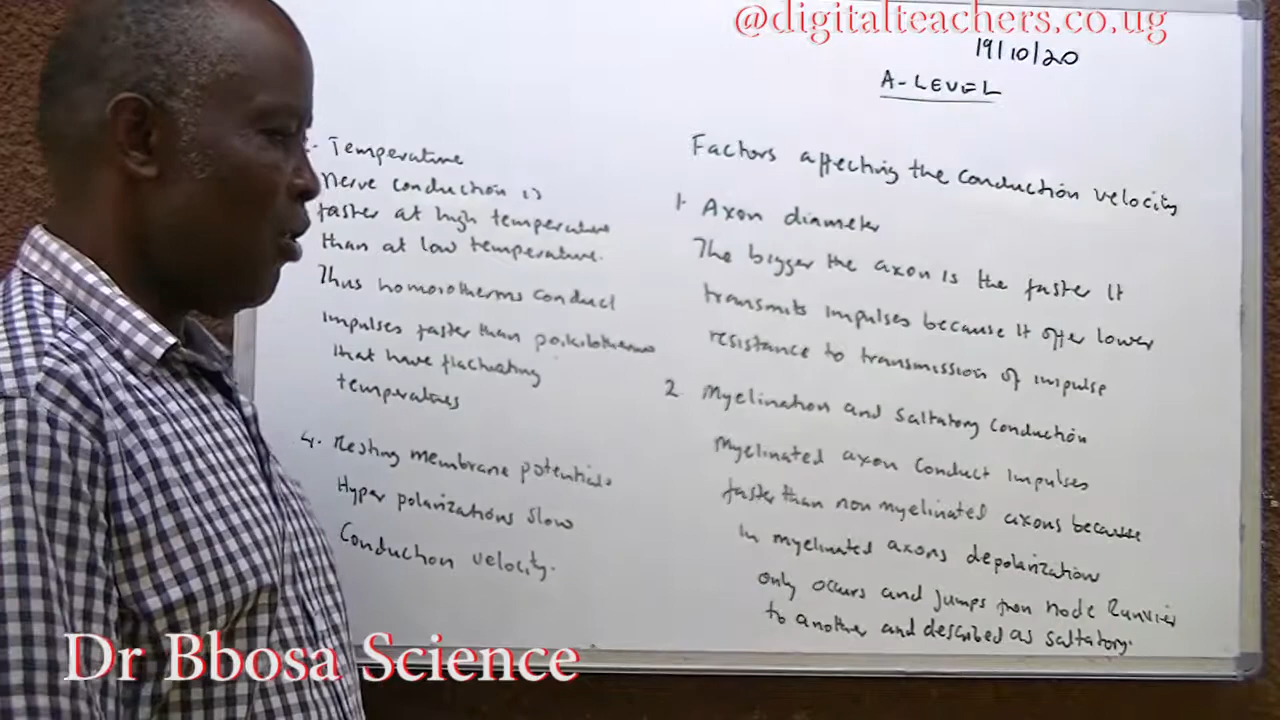 @digitalteachers.co.ug
19/10/20
A-LEVEL
Factors affecting the conduction velocity
1. Axon diameter
The bigger the axon is the faster it
transmits impulses because it offer lower
resistance to transmission of impulse
2. Myelination and saltatory conduction
Myelinated axon conduct impulses
faster than non myelinated axons because
in myelinated axons depolarization
only occurs and jumps from node Ranvier
to another and described as saltatory.
Temperature
Nerve conduction is
faster at high temperature
than at low temperature.
Thus homoiotherms conduct
impulses faster than poikilotherms
that have fluctuating
temperatures
4. Resting membrane potentials
Hyper polarizations slow
Conduction velocity.
Dr Bbosa Science